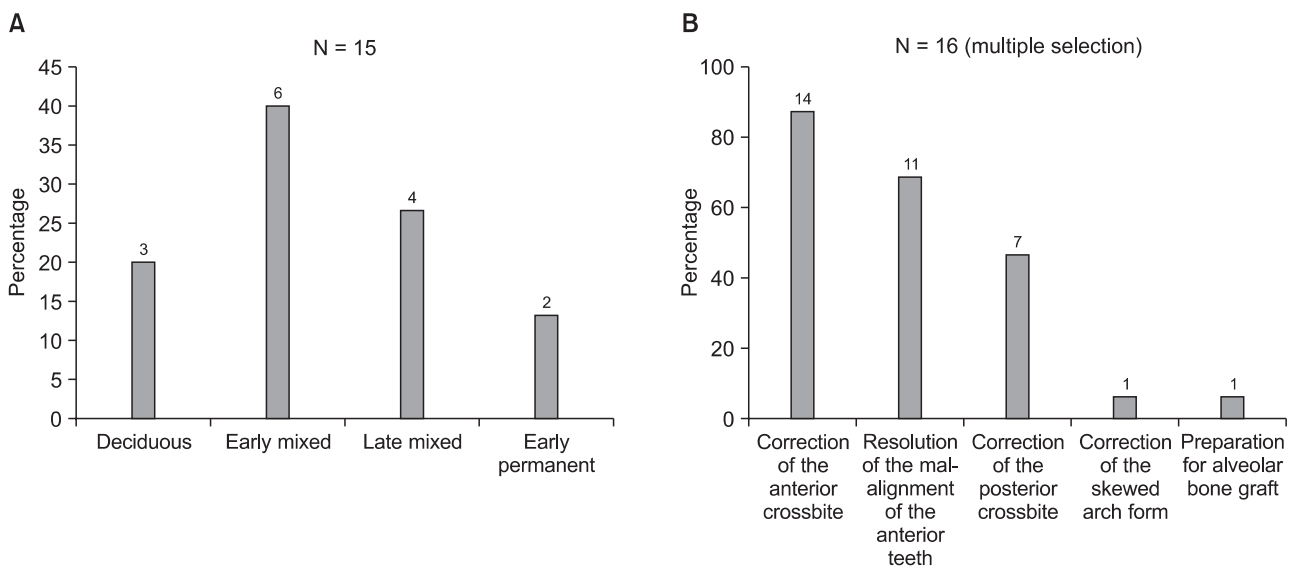 A
N = 15
Percentage
45
40
35
30
25
20
15
10
5
0
3
6
4
2
Deciduous
Early mixed
Late mixed
Early
permanent
B
N = 16 (multiple selection)
Percentage
100
80
60
40
20
0
14
11
7
1
1
Correction
of the
anterior
crossbite
Resolution
of the mal-
alignment
of the
anterior
teeth
Correction
of the
posterior
crossbite
Correction
of the
skewed
arch form
Preparation
for alveolar
bone graft